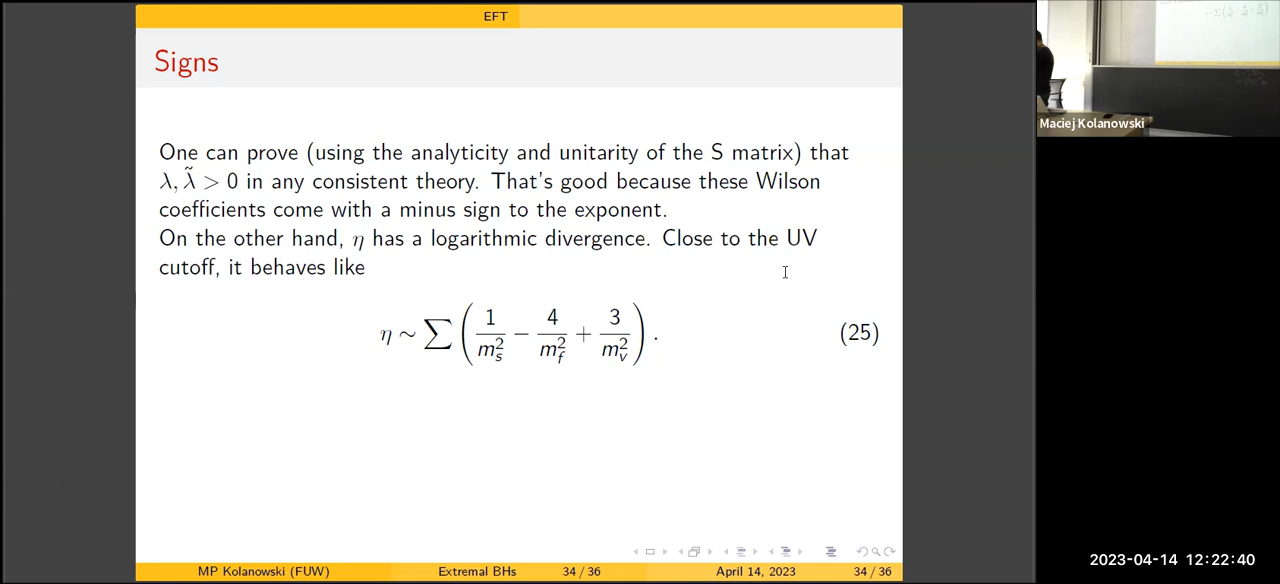 EFT
Signs
One can prove (using the analyticity and unitarity of the S matrix) that
λ, λ̃ > 0 in any consistent theory. That's good because these Wilson
coefficients come with a minus sign to the exponent.
On the other hand, η has a logarithmic divergence. Close to the UV
cutoff, it behaves like
η ∼ ∑ ( 1/m_s^2 − 4/m_f^2 + 3/m_v^2 ) . (25)
MP Kolanowski (FUW) Extremal BHs 34 / 36 April 14, 2023 34 / 36
Maciej Kolanowski
2023-04-14 12:22:40